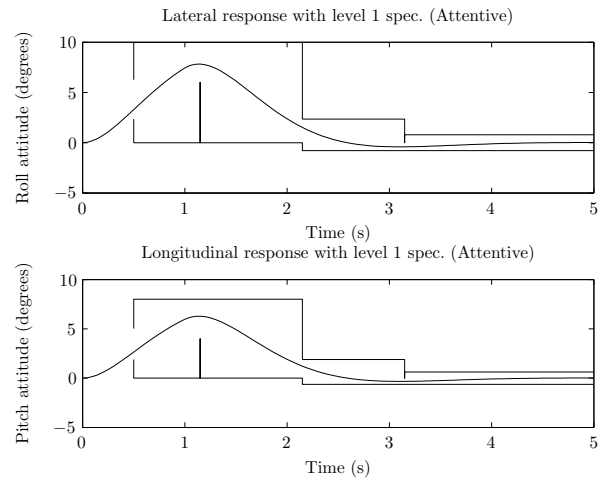 Lateral response with level 1 spec. (Attentive)
Roll attitude (degrees)
10
5
0
−5
0 1 2 3 4 5
Time (s)
Longitudinal response with level 1 spec. (Attentive)
Pitch attitude (degrees)
10
5
0
−5
0 1 2 3 4 5
Time (s)